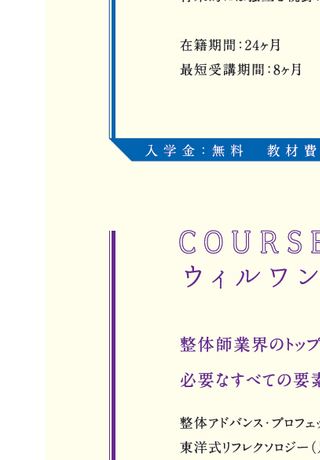 在籍期間：24ヶ月
最短受講期間：8ヶ月
入学金：無料　教材費
COURSE
ウィルワン
整体師業界のトップ
必要なすべての要素
整体アドバンス・プロフェッ
東洋式リフレクソロジー（